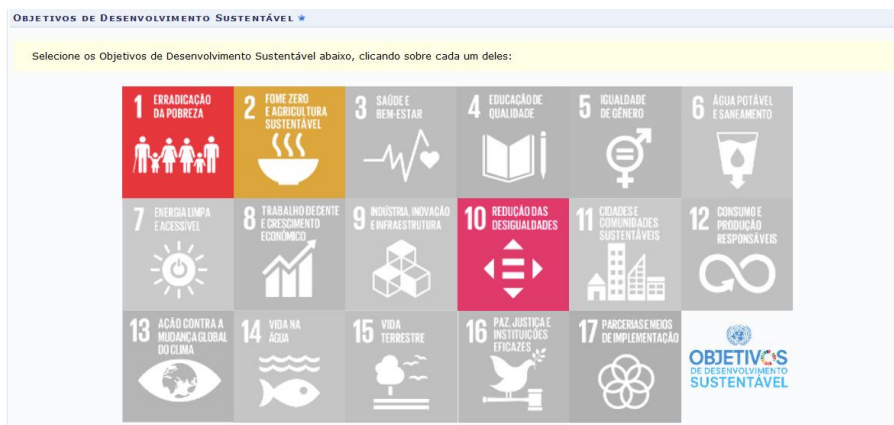 OBJETIVOS DE DESENVOLVIMENTO SUSTENTÁVEL
Selecione os Objetivos de Desenvolvimento Sustentável abaixo, clicando sobre cada um deles:
1 ERRADICAÇÃO
DA POBREZA
2 FOME ZERO
E AGRICULTURA
SUSTENTÁVEL
3 SAÚDE E
BEM-ESTAR
4 EDUCAÇÃO DE
QUALIDADE
5 IGUALDADE
DE GÊNERO
6 ÁGUA POTÁVEL
E SANEAMENTO
7 ENERGIA LIMPA
E ACESSÍVEL
8 TRABALHO DECENTE
E CRESCIMENTO
ECONÔMICO
9 INDÚSTRIA, INOVAÇÃO
E INFRAESTRUTURA
10 REDUÇÃO DAS
DESIGUALDADES
11 CIDADES E
COMUNIDADES
SUSTENTÁVEIS
12 CONSUMO E
PRODUÇÃO
RESPONSÁVEIS
13 AÇÃO CONTRA A
MUDANÇA GLOBAL
DO CLIMA
14 VIDA NA
ÁGUA
15 VIDA
TERRESTRE
16 PAZ, JUSTIÇA E
INSTITUIÇÕES
EFICAZES
17 PARCERIAS E MEIOS
DE IMPLEMENTAÇÃO
OBJETIVOS
DE DESENVOLVIMENTO
SUSTENTÁVEL